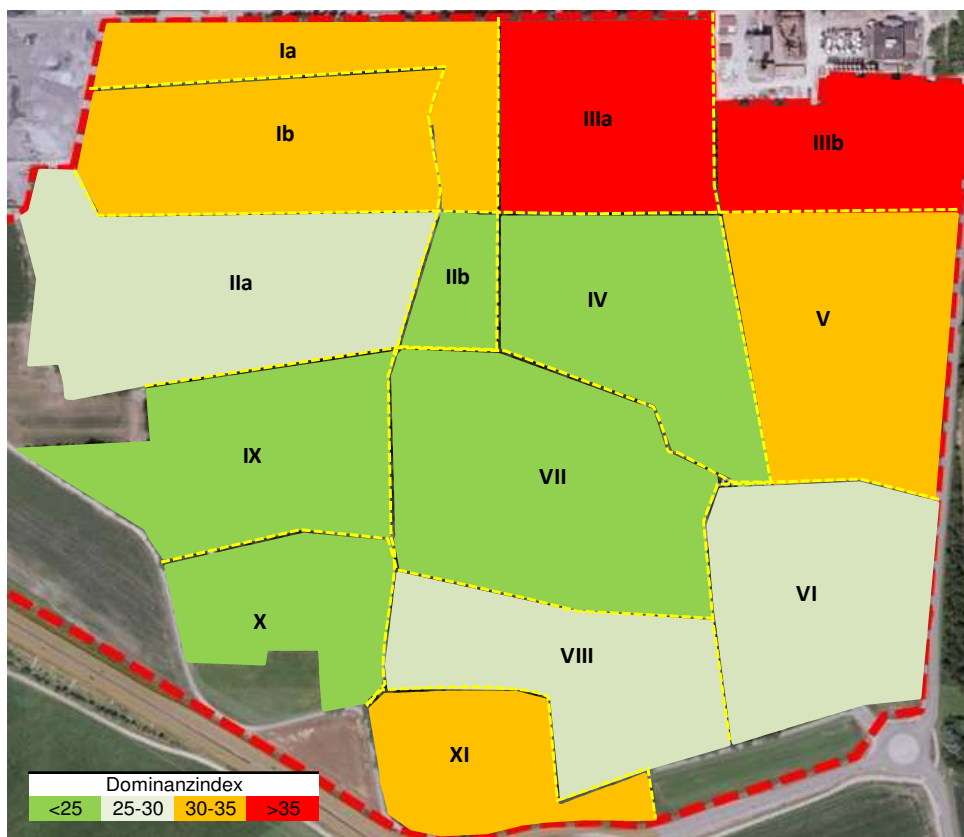 Ia
Ib
IIIa
IIIb
IIa
IIb
IV
V
IX
VII
VI
X
VIII
XI
Dominanzindex
<25 25-30 30-35 >35